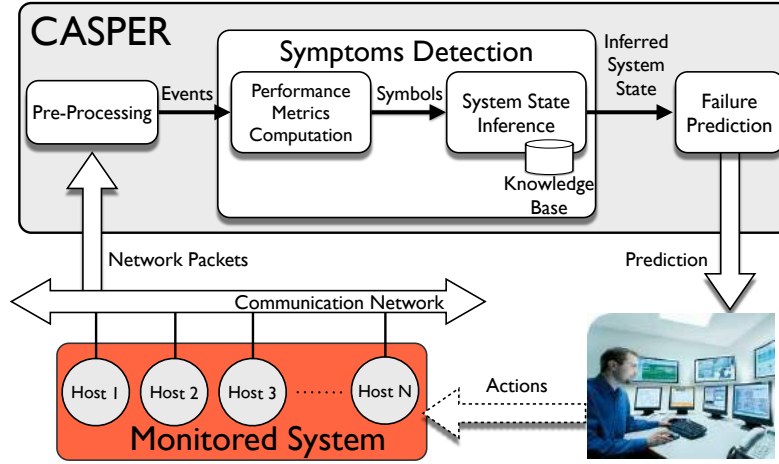 CASPER
Symptoms Detection
Inferred
System
State
Pre-Processing
Events
Performance
Metrics
Computation
Symbols
System State
Inference
Failure
Prediction
Knowledge
Base
Network Packets
Prediction
Communication Network
Host 1
Host 2
Host 3
Host N
Actions
Monitored System